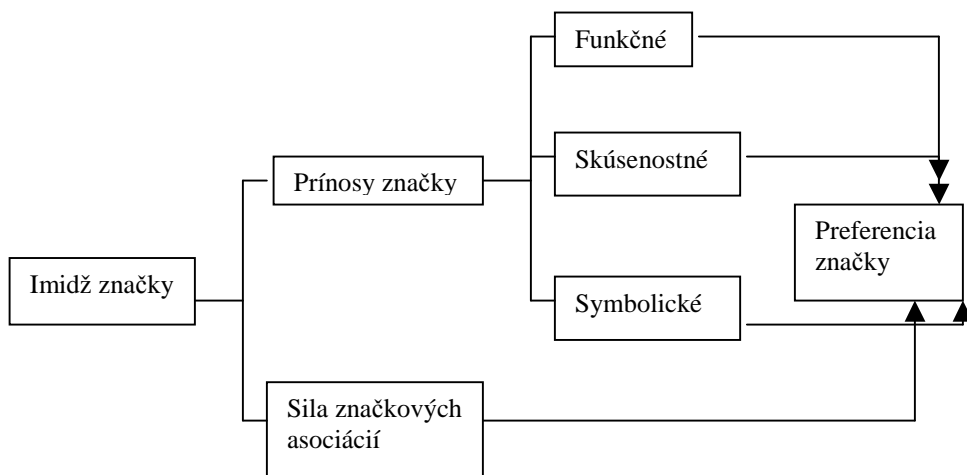 Funkčné
Skúsenostné
Prínosy značky
Preferencia
značky
Imidž značky
Symbolické
Sila značkových
asociácií